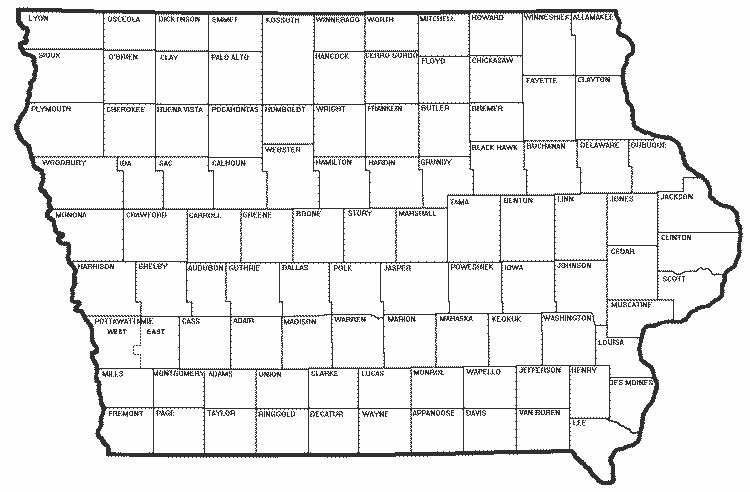 LYON OSCEOLA DICKINSON EMMET KOSSUTH WINNEBAGO WORTH MITCHELL HOWARD WINNESHIEK ALLAMAKEE
SIOUX O'BRIEN CLAY PALO ALTO HANCOCK CERRO GORDO FLOYD CHICKASAW
FAYETTE CLAYTON
PLYMOUTH CHEROKEE BUENA VISTA POCAHONTAS HUMBOLDT WRIGHT FRANKLIN BUTLER BREMER
WEBSTER BLACK HAWK BUCHANAN DELAWARE DUBUQUE
WOODBURY IDA SAC CALHOUN HAMILTON HARDIN GRUNDY
TAMA BENTON LINN JONES JACKSON
MONONA CRAWFORD CARROLL GREENE BOONE STORY MARSHALL
CLINTON
CEDAR
HARRISON SHELBY AUDUBON GUTHRIE DALLAS POLK JASPER POWESHIEK IOWA JOHNSON
SCOTT
MUSCATINE
POTTAWATTAMIE CASS ADAIR MADISON WARREN MARION MAHASKA KEOKUK WASHINGTON
WEST EAST
LOUISA
MILLS MONTGOMERY ADAMS UNION CLARKE LUCAS MONROE WAPELLO JEFFERSON HENRY
DES MOINES
FREMONT PAGE TAYLOR RINGGOLD DECATUR WAYNE APPANOOSE DAVIS VAN BUREN
LEE